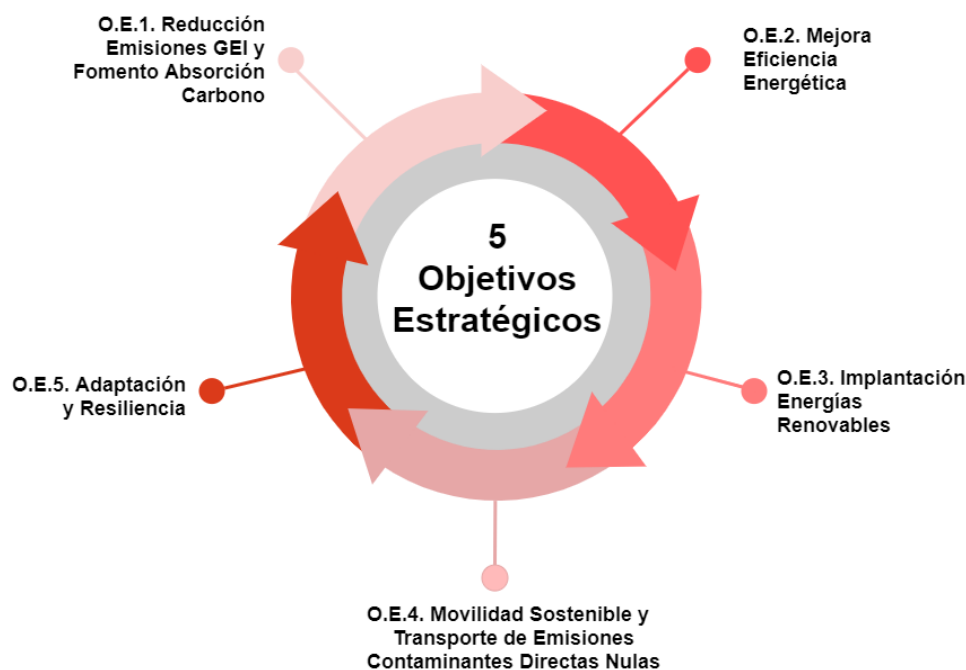 O.E.1. Reducción
Emisiones GEI y
Fomento Absorción
Carbono
O.E.2. Mejora
Eficiencia
Energética
5
Objetivos
Estratégicos
O.E.3. Implantación
Energías
Renovables
O.E.5. Adaptación
y Resiliencia
O.E.4. Movilidad Sostenible y
Transporte de Emisiones
Contaminantes Directas Nulas